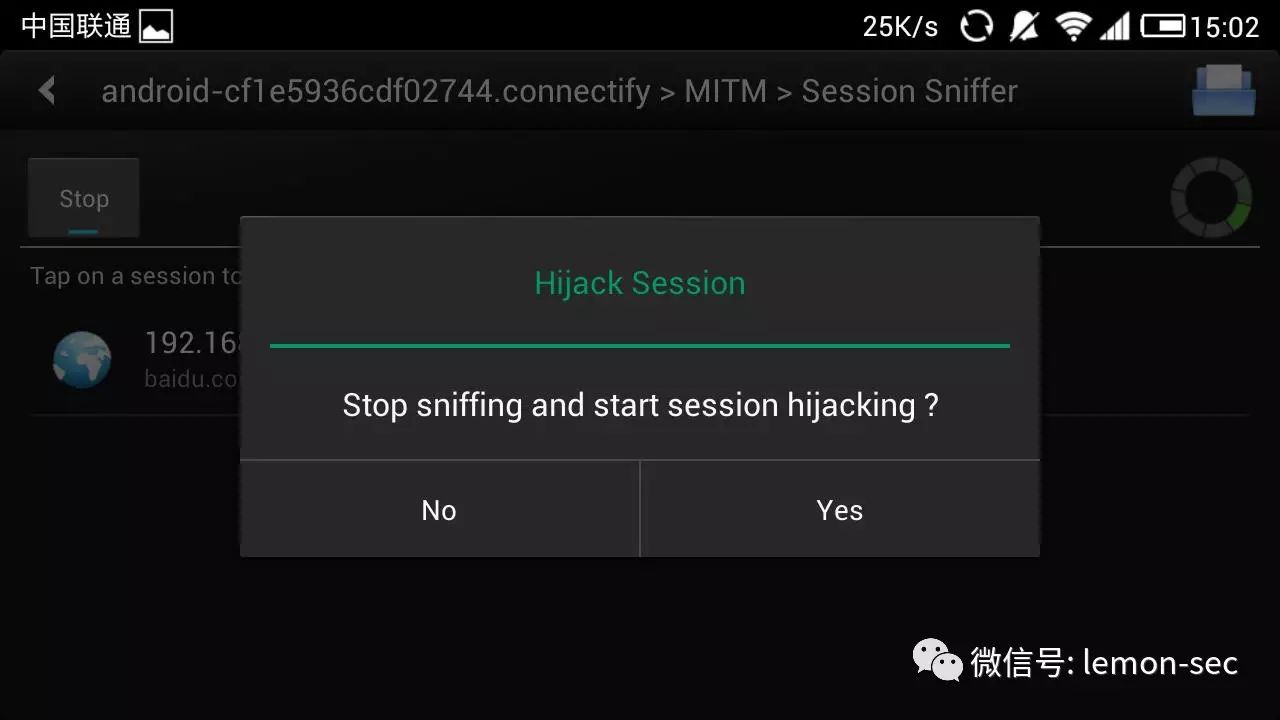 中国联通 25K/s 15:02
android-cf1e5936cdf02744.connectify > MITM > Session Sniffer
Stop
Hijack Session
Tap on a session to
192.168
baidu.co
Stop sniffing and start session hijacking ?
No Yes
微信号: lemon-sec